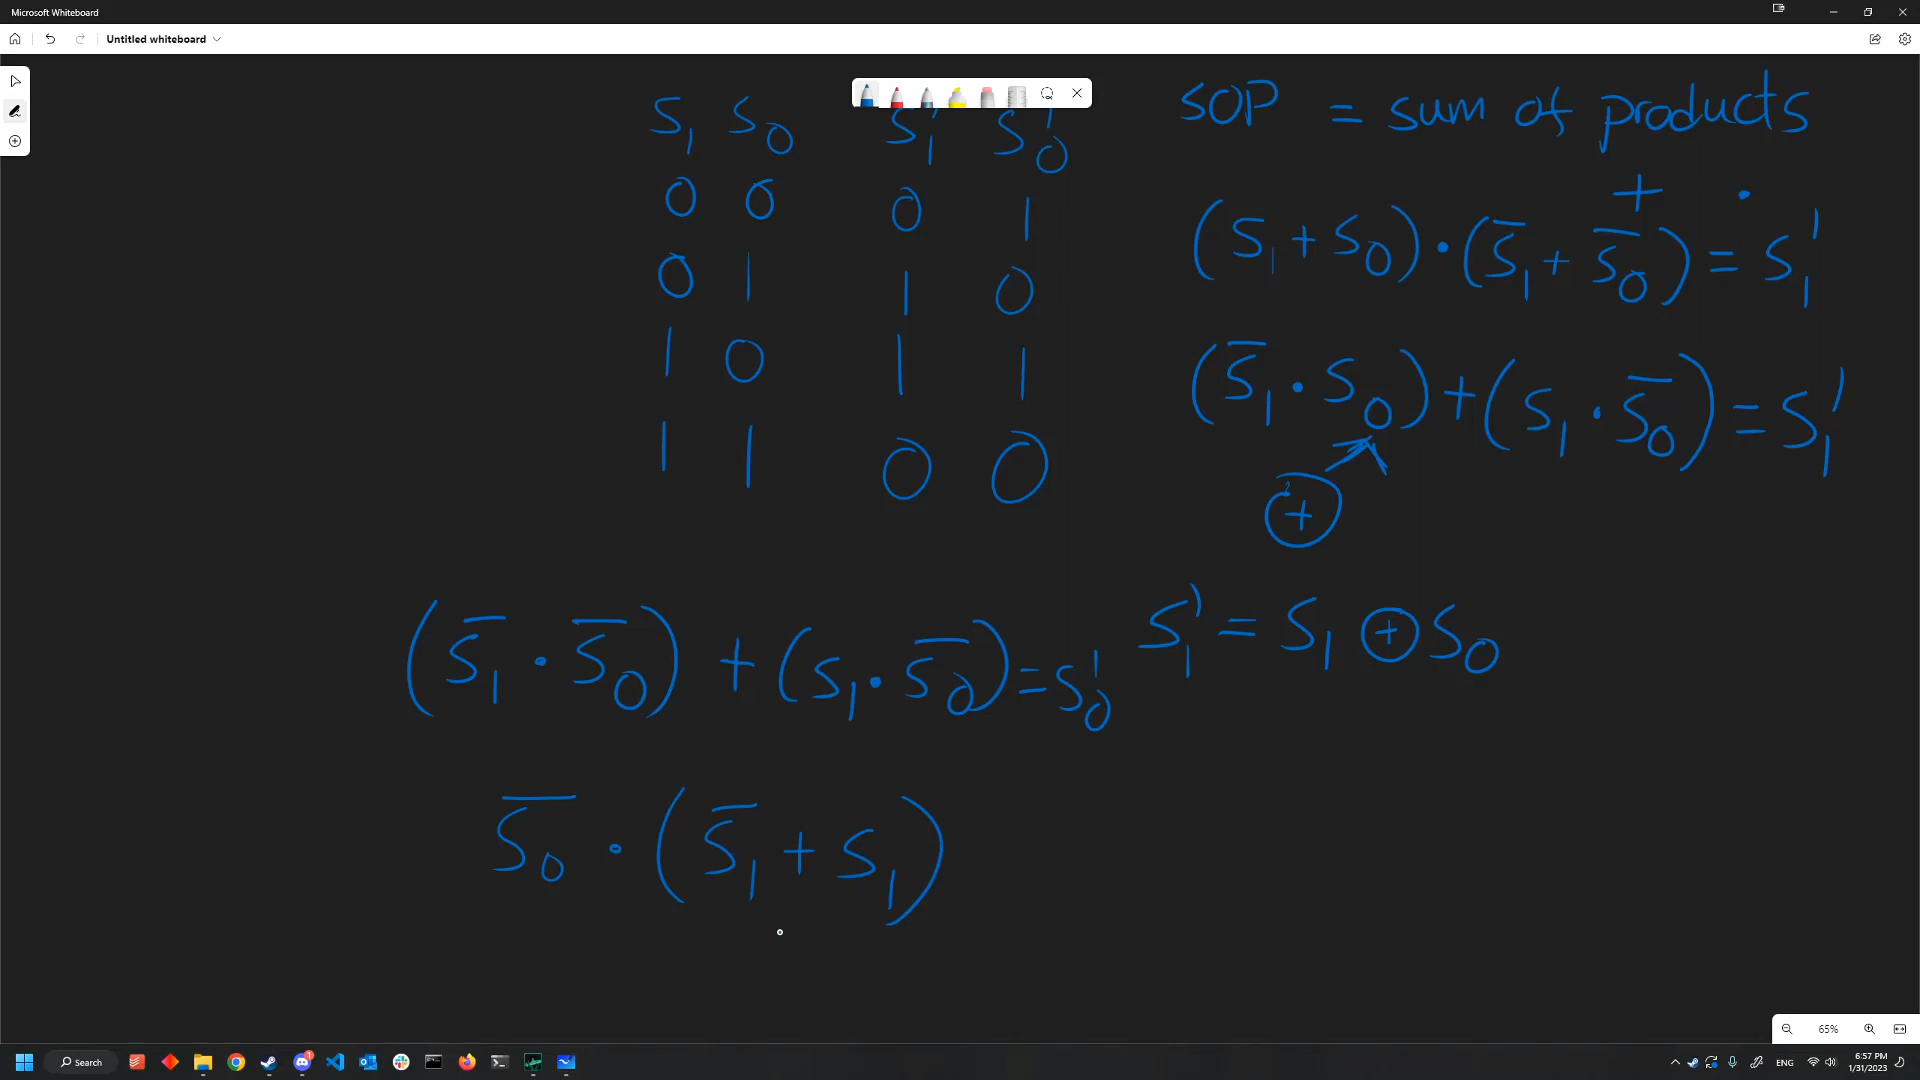 Microsoft Whiteboard
Untitled whiteboard
S₁ S₀ S₁' S₀'
0 0 0 1
0 1 1 0
1 0 1 1
1 1 0 0
SOP = sum of products
+ ·
(S₁ + S₀) · (S̅₁ + S̅₀) = S₁'
(S̅₁ · S₀) + (S₁ · S̅₀) = S₁'
⊕
(S̅₁ · S̅₀) + (S₁ · S̅₀) = S₀'
S₁' = S₁ ⊕ S₀
S̅₀ · (S̅₁ + S₁)
65%
Search
1
ENG
6:57 PM
1/31/2023